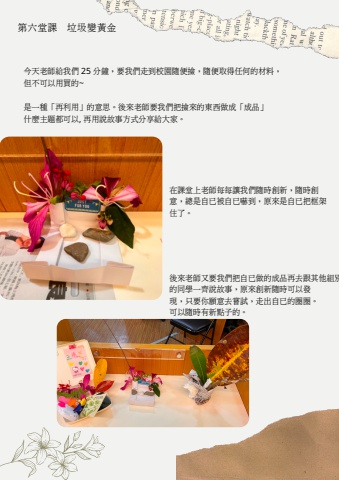 第六堂課　垃圾變黃金
今天老師給我們 25 分鐘，要我們走到校園隨便搶，隨便取得任何的材料，
但不可以用買的~
是一種「再利用」的意思。後來老師要我們把搶來的東西做成「成品」
什麼主題都可以, 再用說故事方式分享給大家。
在課堂上老師每每讓我們隨時創新，隨時創
意，總是自已被自已嚇到，原來是自已把框架
住了。
後來老師又要我們把自已做的成品再去跟其他組別
的同學一齊說故事，原來創新隨時可以發
現，只要你願意去嘗試，走出自已的圈圈。
可以隨時有新點子的。